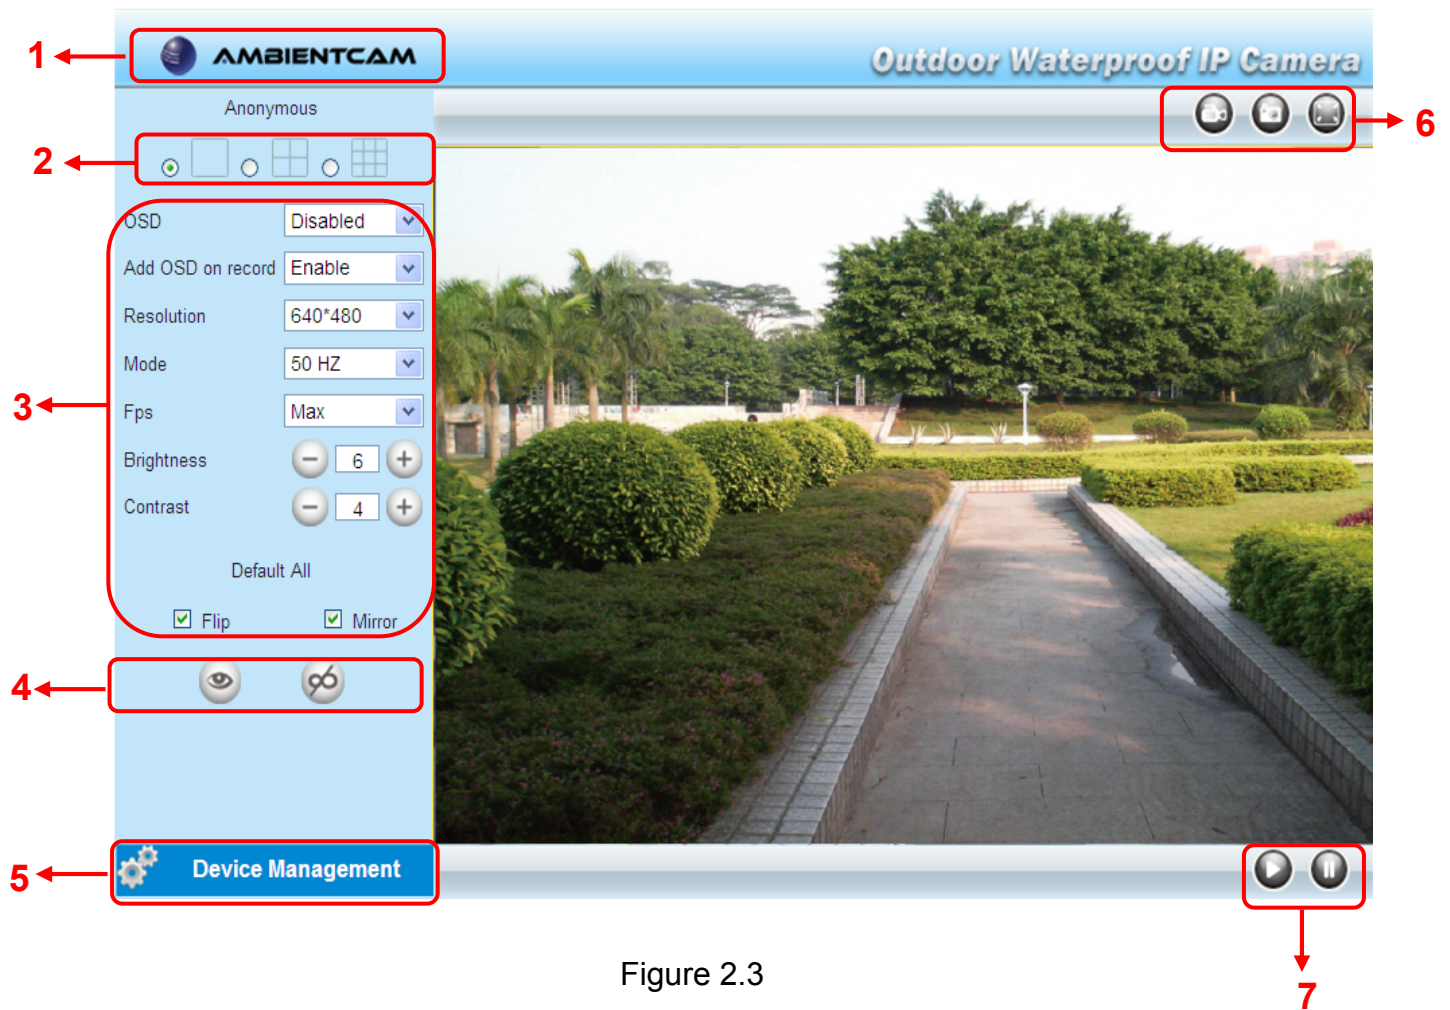 1
AMBIENTCAM
Outdoor Waterproof IP Camera
Anonymous
6
2
OSD Disabled
Add OSD on record Enable
Resolution 640*480
Mode 50 HZ
3
Fps Max
Brightness 6
Contrast 4
Default All
Flip Mirror
4
5
Device Management
Figure 2.3
7